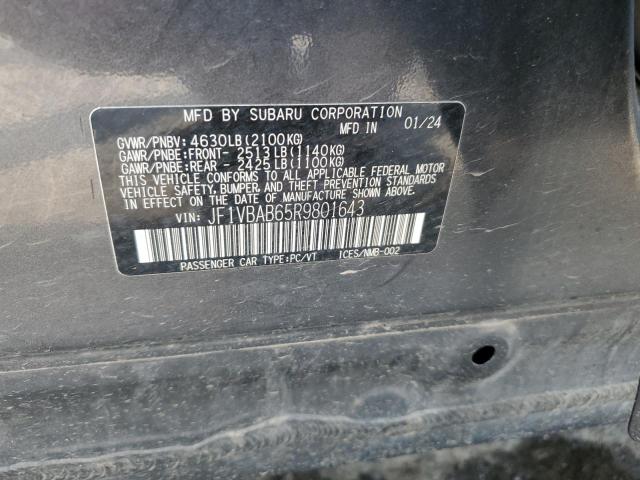 MFD BY SUBARU CORPORATION
MFD IN 01/24
GVWR/PNBV: 4630LB(2100KG)
GAWR/PNBE:FRONT- 2513LB(1140KG)
GAWR/PNBE:REAR - 2425LB(1100KG)
THIS VEHICLE CONFORMS TO ALL APPLICABLE FEDERAL MOTOR
VEHICLE SAFETY, BUMPER, AND THEFT PREVENTION STANDARDS
IN EFFECT ON THE DATE OF MANUFACTURE SHOWN ABOVE.
VIN: JF1VBAB65R9801643
PASSENGER CAR TYPE:PC/VT ICES/NMB-002